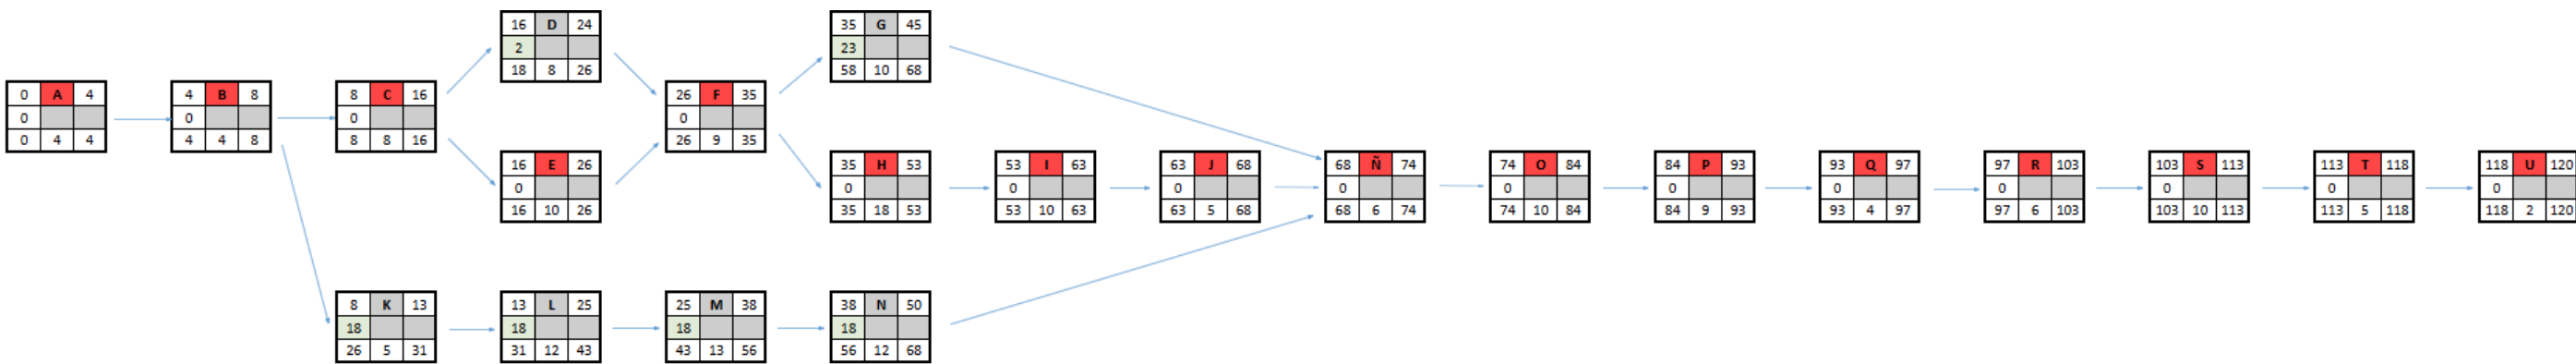 16 D 24
2
18 8 26
35 G 45
23
58 10 68
0 A 4
0
0 4 4
4 B 8
0
4 4 8
8 C 16
0
8 8 16
26 F 35
0
26 9 35
16 E 26
0
16 10 26
35 H 53
0
35 18 53
53 I 63
0
53 10 63
63 J 68
0
63 5 68
68 Ñ 74
0
68 6 74
74 O 84
0
74 10 84
84 P 93
0
84 9 93
93 Q 97
0
93 4 97
97 R 103
0
97 6 103
103 S 113
0
103 10 113
113 T 118
0
113 5 118
118 U 120
0
118 2 120
8 K 13
18
26 5 31
13 L 25
18
31 12 43
25 M 38
18
43 13 56
38 N 50
18
56 12 68